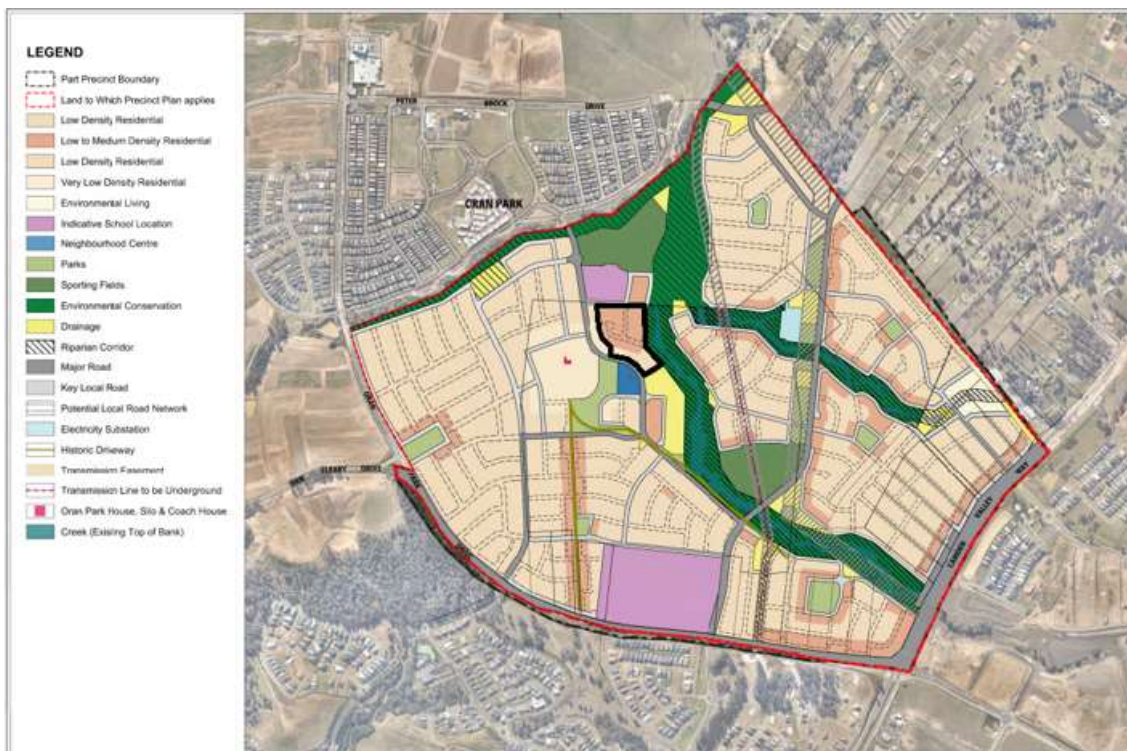 LEGEND
Part Precinct Boundary
Land to Which Precinct Plan applies
Low Density Residential
Low to Medium Density Residential
Low Density Residential
Very Low Density Residential
Environmental Living
Indicative School Location
Neighbourhood Centre
Parks
Sporting Fields
Environmental Conservation
Drainage
Riparian Corridor
Major Road
Key Local Road
Potential Local Road Network
Electricity Substation
Historic Driveway
Transmission Easement
Transmission Line to be Underground
Oran Park House, Silo & Coach House
Creek (Existing Top of Bank)
PETER BROCK DRIVE
ORAN PARK
CAMDEN VALLEY WAY
DRIVE